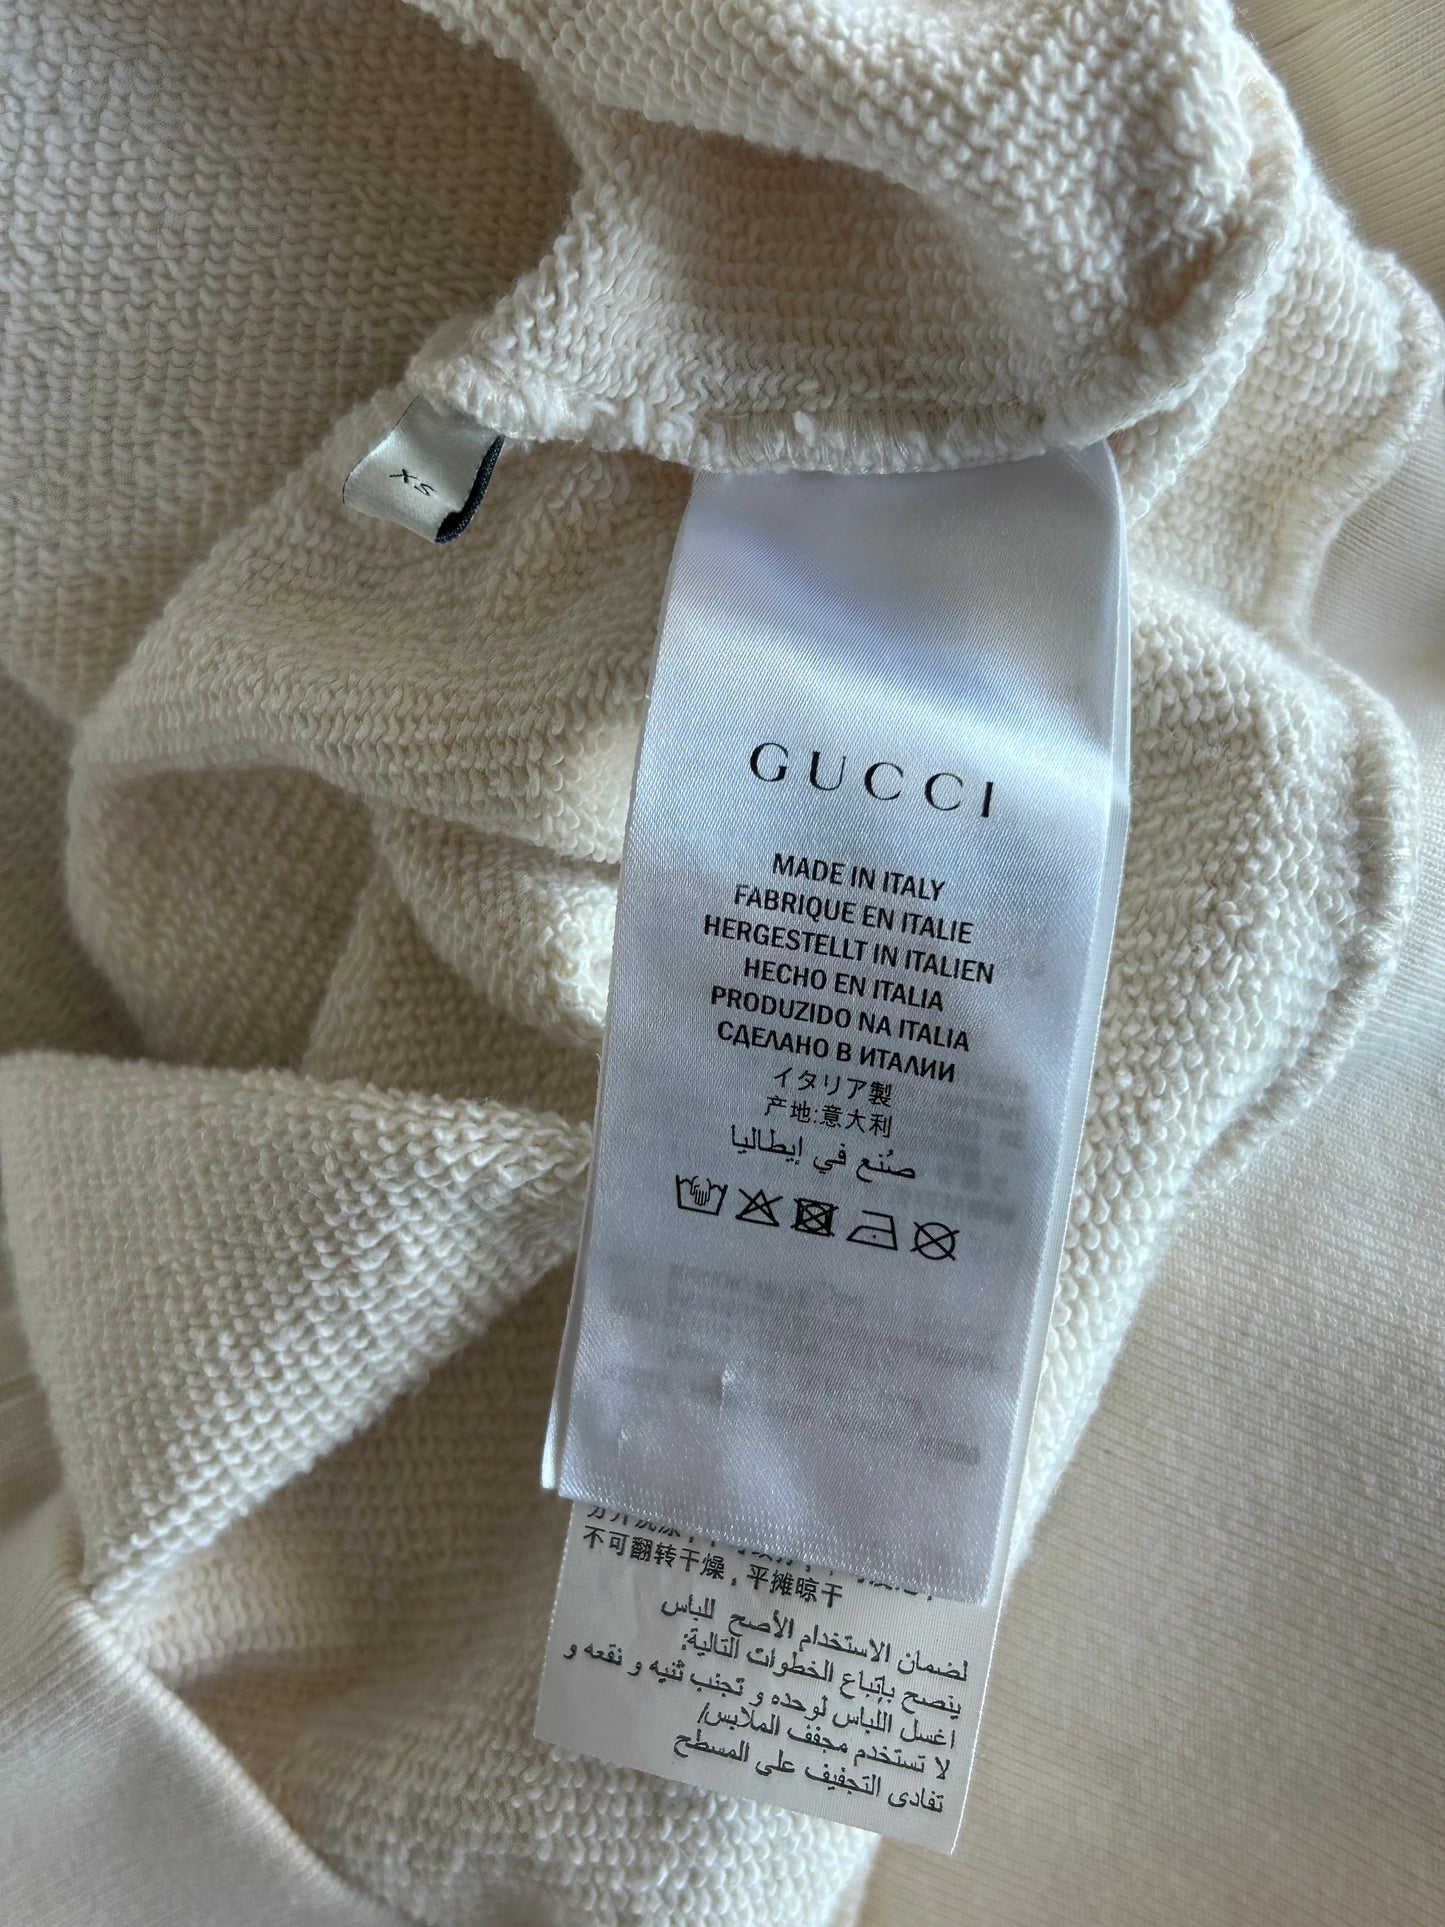 XS
GUCCI
MADE IN ITALY
FABRIQUE EN ITALIE
HERGESTELLT IN ITALIEN
HECHO EN ITALIA
PRODUZIDO NA ITALIA
СДЕЛАНО В ИТАЛИИ
イタリア製
产地:意大利
صُنع في إيطاليا
不可翻转干燥,平摊晾干
لضمان الاستخدام الأصح للباس
ينصح بإتباع الخطوات التالية:
اغسل اللباس لوحده و تجنب ثنيه و نقعه و
لا تستخدم مجفف الملابس/
تفادى التجفيف على المسطح